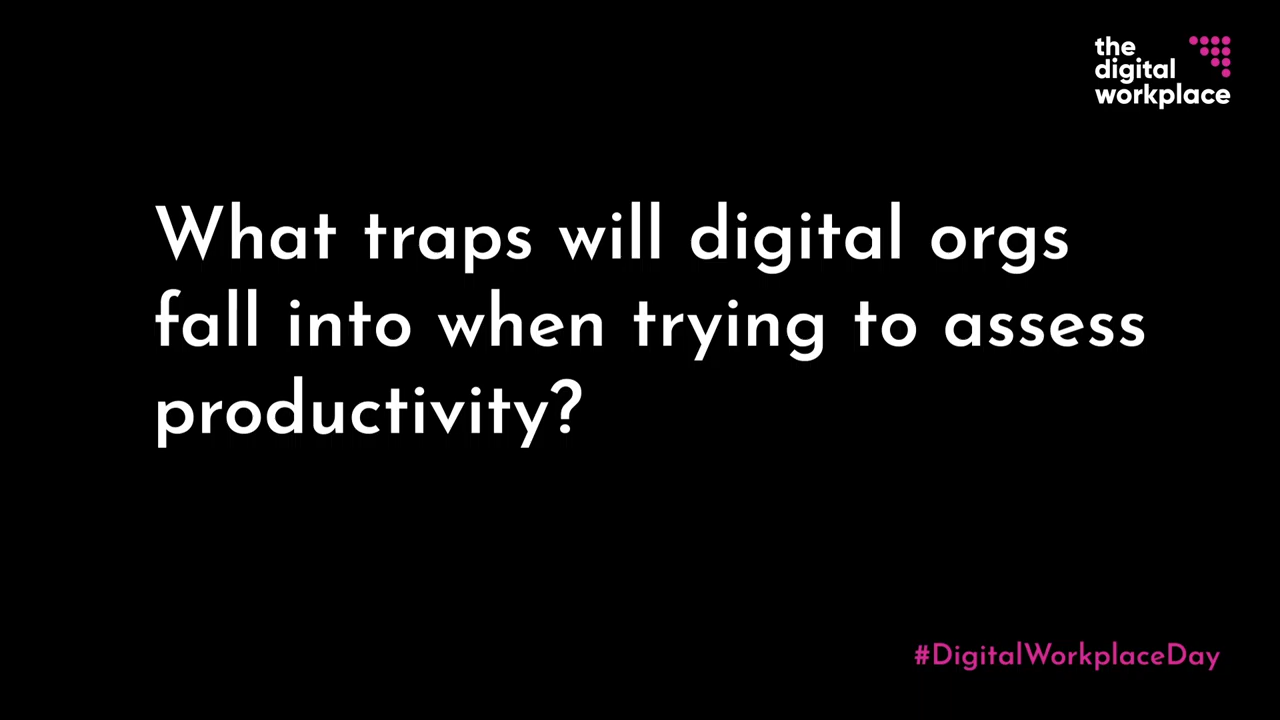 the
digital
workplace
What traps will digital orgs
fall into when trying to assess
productivity?
#DigitalWorkplaceDay